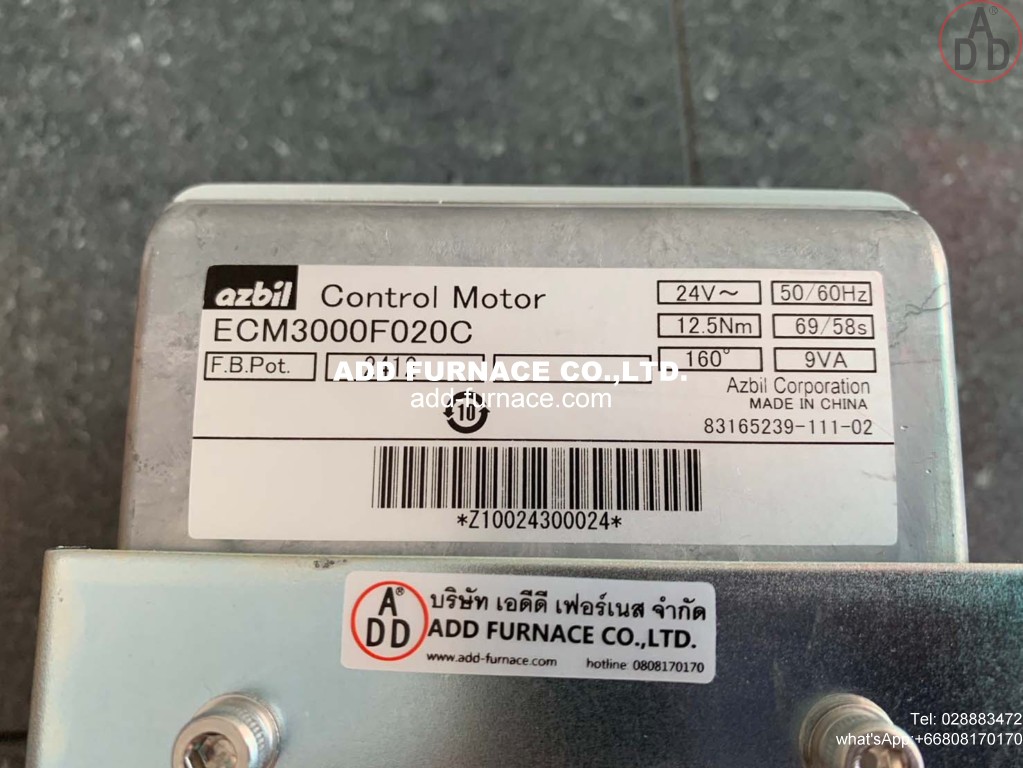 ADD®
azbil Control Motor
ECM3000F020C
24V~ 50/60Hz
12.5Nm 69/58s
160° 9VA
F.B.Pot.
ADD FURNACE CO.,LTD.
add-furnace.com
10
Azbil Corporation
MADE IN CHINA
83165239-111-02
*Z10024300024*
ADD®
บริษัท เอดีดี เฟอร์เนส จำกัด
ADD FURNACE CO.,LTD.
www.add-furnace.com hotline: 0808170170
Tel: 028883472
what'sApp:+66808170170